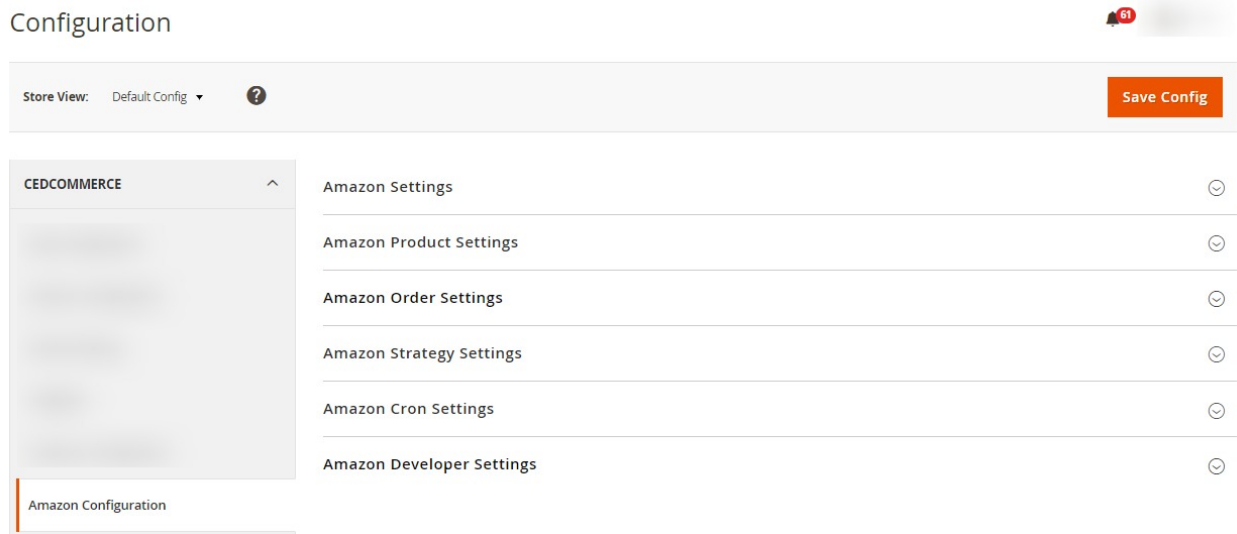 Configuration
61
Store View: Default Config ?
Save Config
CEDCOMMERCE
Amazon Settings
Amazon Product Settings
Amazon Order Settings
Amazon Strategy Settings
Amazon Cron Settings
Amazon Developer Settings
Amazon Configuration